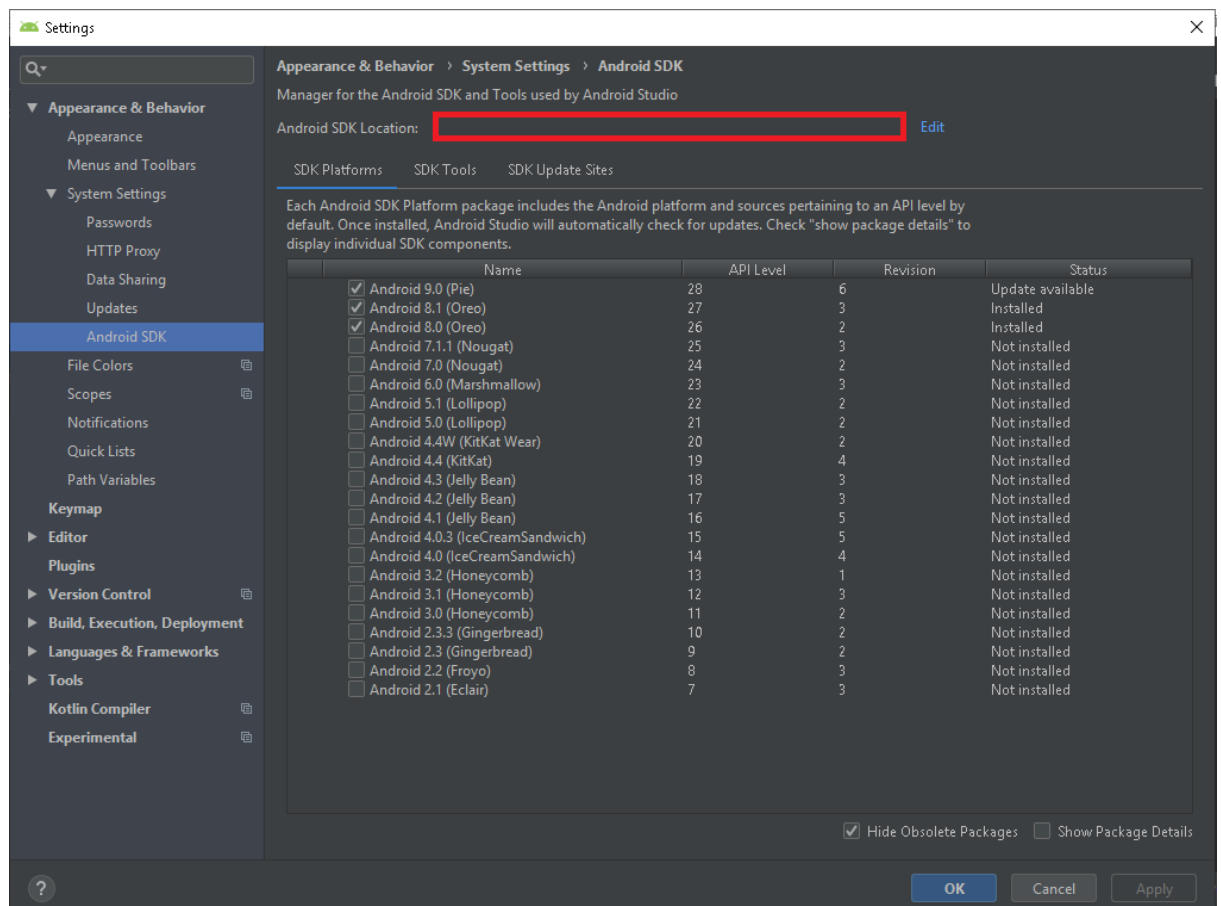 Settings
Appearance & Behavior › System Settings › Android SDK
Manager for the Android SDK and Tools used by Android Studio
Android SDK Location: Edit
Appearance & Behavior
Appearance
Menus and Toolbars
System Settings
Passwords
HTTP Proxy
Data Sharing
Updates
Android SDK
File Colors
Scopes
Notifications
Quick Lists
Path Variables
Keymap
Editor
Plugins
Version Control
Build, Execution, Deployment
Languages & Frameworks
Tools
Kotlin Compiler
Experimental
SDK Platforms SDK Tools SDK Update Sites
Each Android SDK Platform package includes the Android platform and sources pertaining to an API level by
default. Once installed, Android Studio will automatically check for updates. Check "show package details" to
display individual SDK components.
Name API Level Revision Status
Android 9.0 (Pie) 28 6 Update available
Android 8.1 (Oreo) 27 3 Installed
Android 8.0 (Oreo) 26 2 Installed
Android 7.1.1 (Nougat) 25 3 Not installed
Android 7.0 (Nougat) 24 2 Not installed
Android 6.0 (Marshmallow) 23 3 Not installed
Android 5.1 (Lollipop) 22 2 Not installed
Android 5.0 (Lollipop) 21 2 Not installed
Android 4.4W (KitKat Wear) 20 2 Not installed
Android 4.4 (KitKat) 19 4 Not installed
Android 4.3 (Jelly Bean) 18 3 Not installed
Android 4.2 (Jelly Bean) 17 3 Not installed
Android 4.1 (Jelly Bean) 16 5 Not installed
Android 4.0.3 (IceCreamSandwich) 15 5 Not installed
Android 4.0 (IceCreamSandwich) 14 4 Not installed
Android 3.2 (Honeycomb) 13 1 Not installed
Android 3.1 (Honeycomb) 12 3 Not installed
Android 3.0 (Honeycomb) 11 2 Not installed
Android 2.3.3 (Gingerbread) 10 2 Not installed
Android 2.3 (Gingerbread) 9 2 Not installed
Android 2.2 (Froyo) 8 3 Not installed
Android 2.1 (Eclair) 7 3 Not installed
Hide Obsolete Packages Show Package Details
? OK Cancel Apply